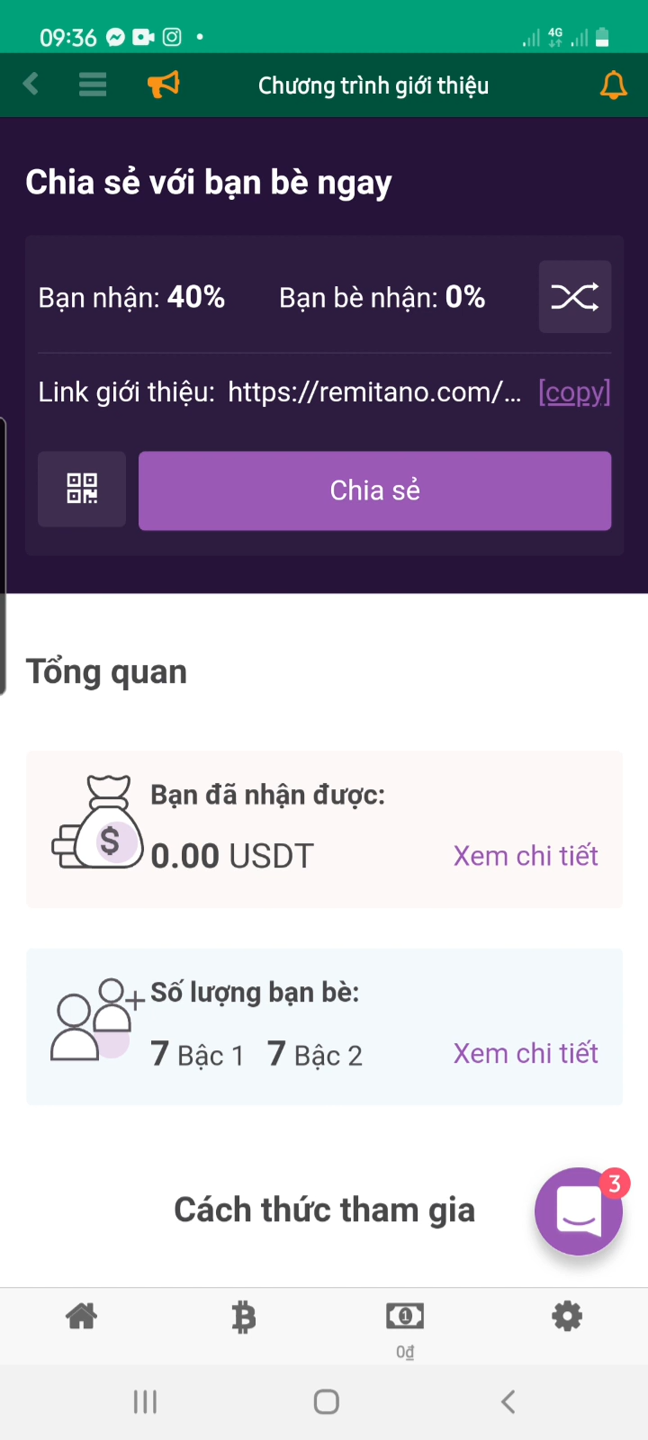 09:36
4G
Chương trình giới thiệu
Chia sẻ với bạn bè ngay
Bạn nhận: 40% Bạn bè nhận: 0%
Link giới thiệu: https://remitano.com/... [copy]
Chia sẻ
Tổng quan
Bạn đã nhận được:
$
0.00 USDT Xem chi tiết
Số lượng bạn bè:
7 Bậc 1 7 Bậc 2 Xem chi tiết
3
Cách thức tham gia
1
0₫